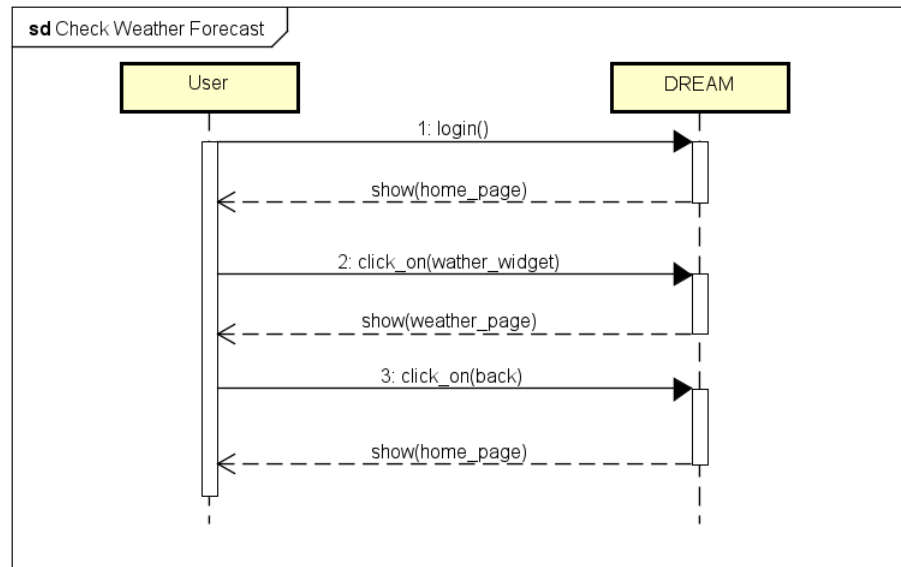 sd Check Weather Forecast
User
DREAM
1: login()
show(home_page)
2: click_on(wather_widget)
show(weather_page)
3: click_on(back)
show(home_page)